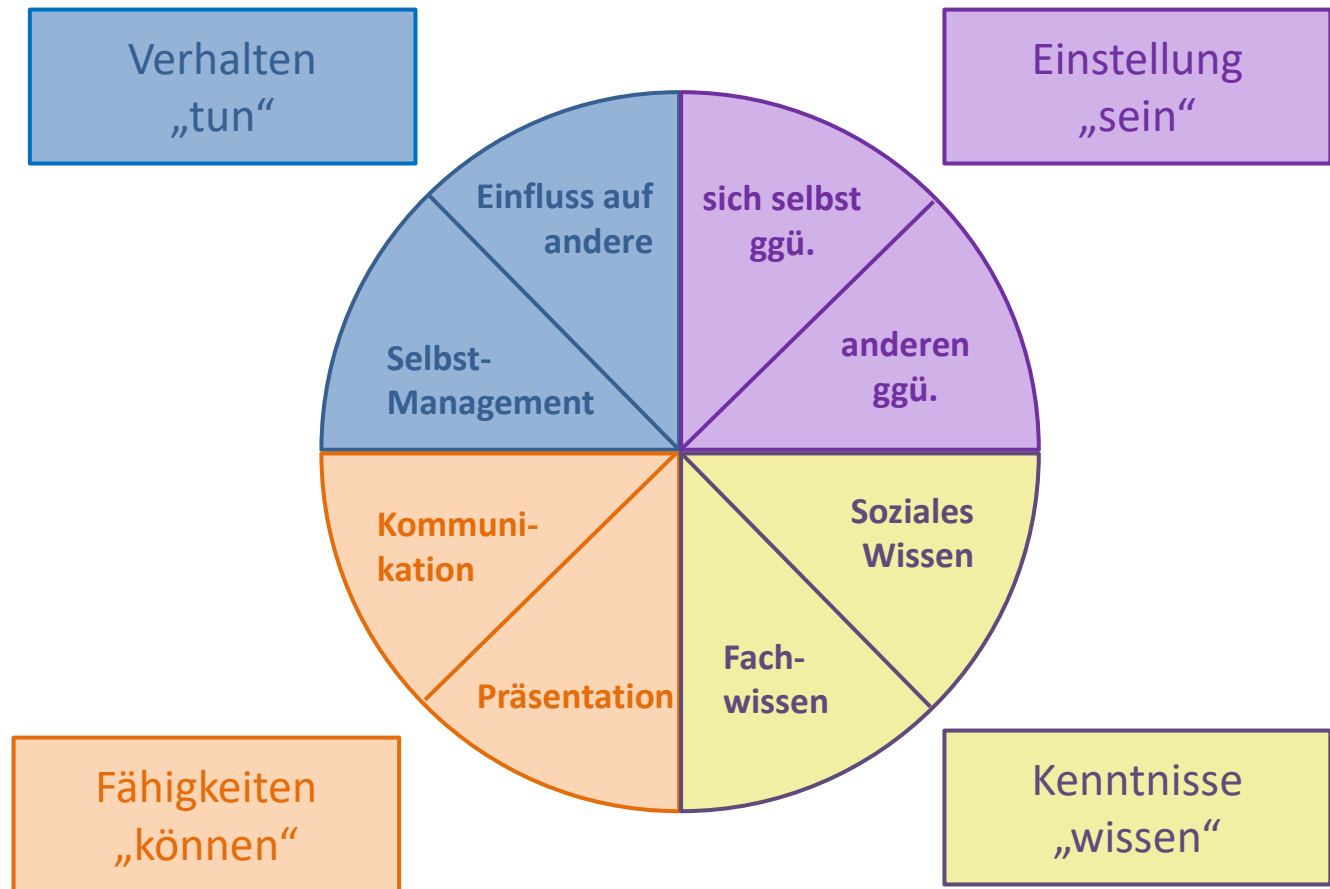 Verhalten
„tun“
Einstellung
„sein“
Einfluss auf
andere
sich selbst
ggü.
Selbst-
Management
anderen
ggü.
Kommuni-
kation
Soziales
Wissen
Präsentation
Fach-
wissen
Fähigkeiten
„können“
Kenntnisse
„wissen“